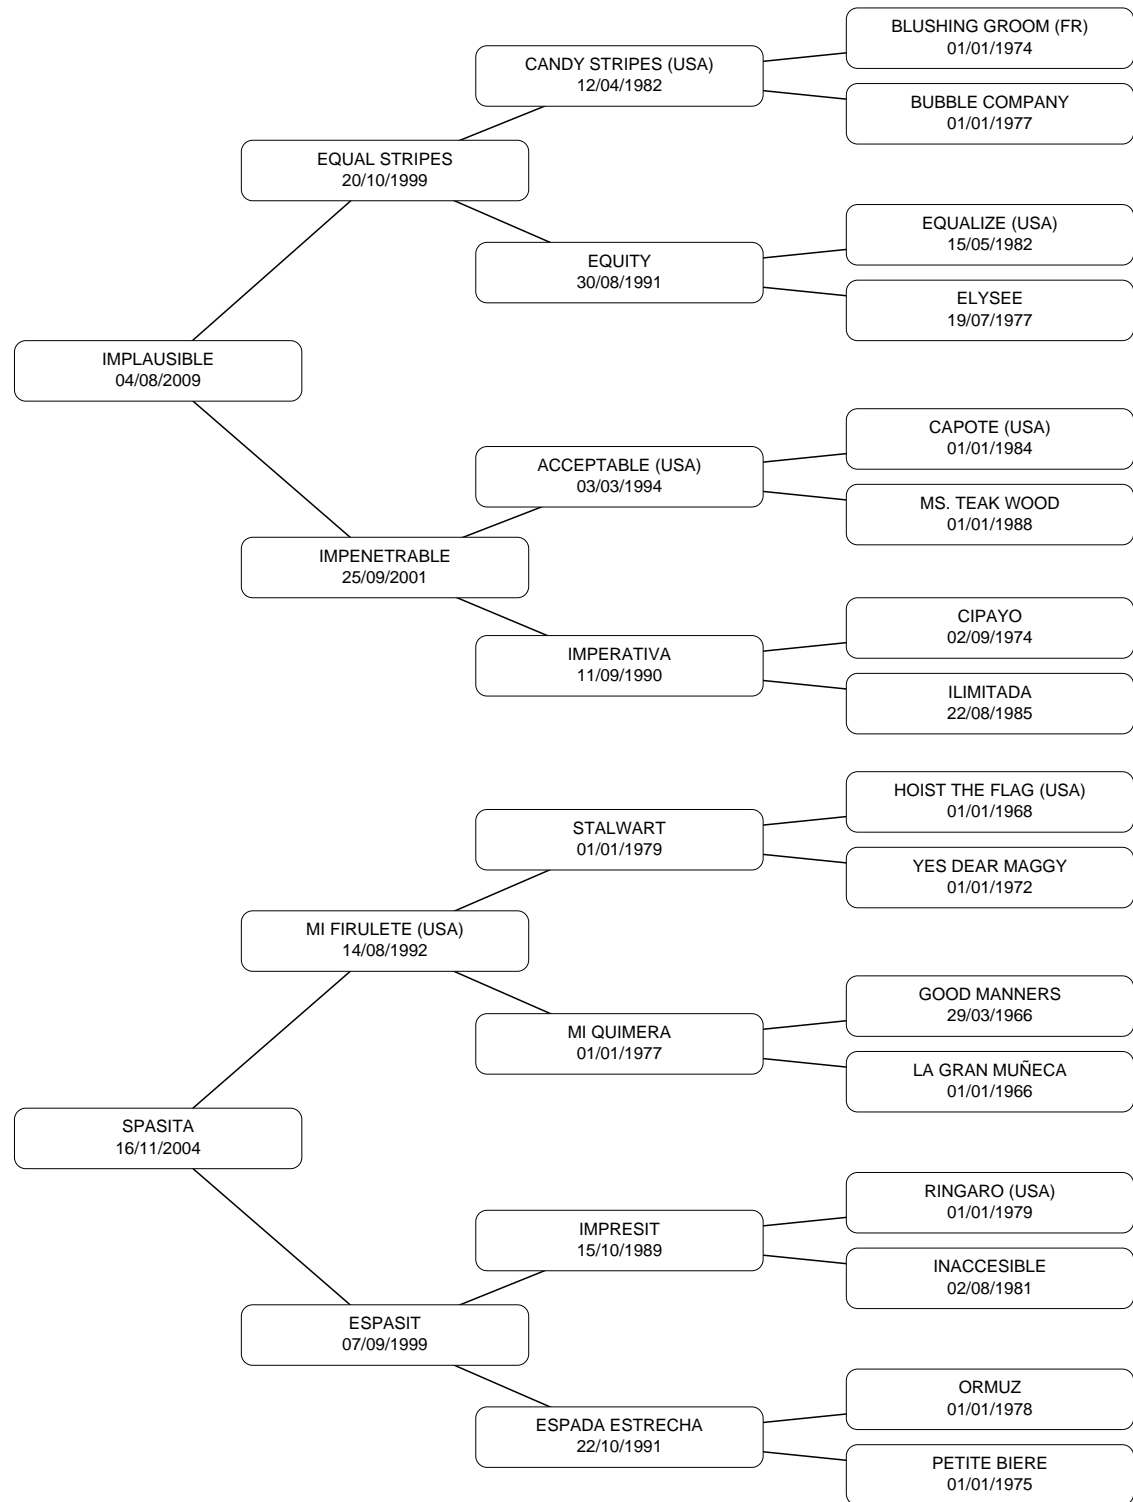 BLUSHING GROOM (FR)
01/01/1974
CANDY STRIPES (USA)
12/04/1982
BUBBLE COMPANY
01/01/1977
EQUAL STRIPES
20/10/1999
EQUALIZE (USA)
15/05/1982
EQUITY
30/08/1991
ELYSEE
19/07/1977
IMPLAUSIBLE
04/08/2009
CAPOTE (USA)
01/01/1984
ACCEPTABLE (USA)
03/03/1994
MS. TEAK WOOD
01/01/1988
IMPENETRABLE
25/09/2001
CIPAYO
02/09/1974
IMPERATIVA
11/09/1990
ILIMITADA
22/08/1985
HOIST THE FLAG (USA)
01/01/1968
STALWART
01/01/1979
YES DEAR MAGGY
01/01/1972
MI FIRULETE (USA)
14/08/1992
GOOD MANNERS
29/03/1966
MI QUIMERA
01/01/1977
LA GRAN MUÑECA
01/01/1966
SPASITA
16/11/2004
RINGARO (USA)
01/01/1979
IMPRESIT
15/10/1989
INACCESIBLE
02/08/1981
ESPASIT
07/09/1999
ORMUZ
01/01/1978
ESPADA ESTRECHA
22/10/1991
PETITE BIERE
01/01/1975